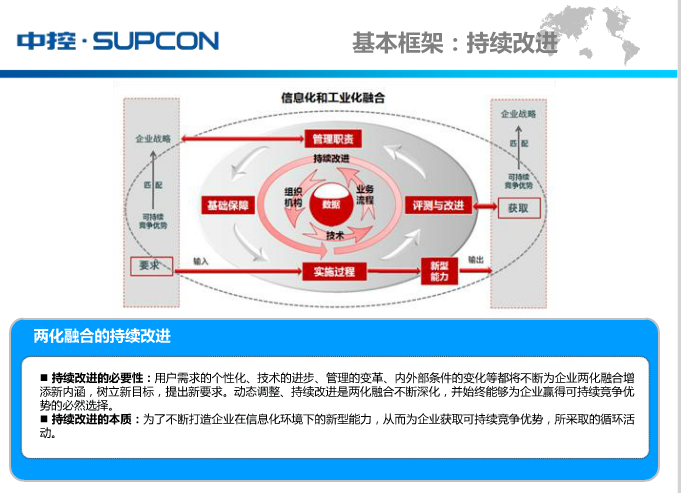 中控·SUPCON
基本框架：持续改进
信息化和工业化融合
企业战略
匹 配
可持续
竞争优势
要求
输入
管理职责
持续改进
组织
机构
业务
流程
数据
技术
基础保障
评测与改进
实施过程
新型
能力
输出
企业战略
匹 配
可持续
竞争优势
获取
两化融合的持续改进
■ 持续改进的必要性：用户需求的个性化、技术的进步、管理的变革、内外部条件的变化等都将不断为企业两化融合增
添新内涵，树立新目标，提出新要求。动态调整、持续改进是两化融合不断深化，并始终能够为企业赢得可持续竞争优
势的必然选择。
■ 持续改进的本质：为了不断打造企业在信息化环境下的新型能力，从而为企业获取可持续竞争优势，所采取的循环活
动。